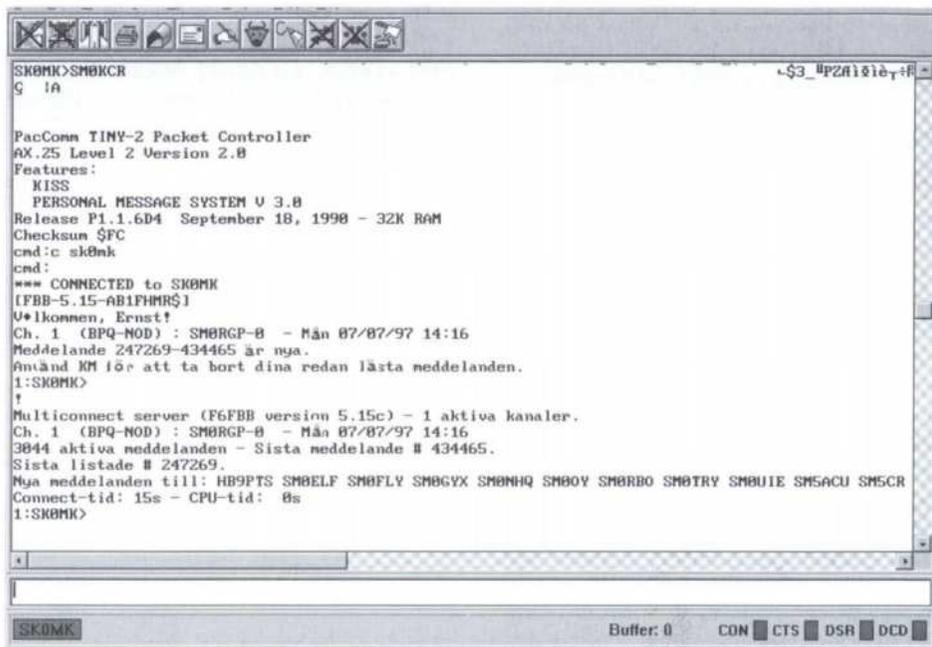 SK0MK>SM0KCR
Ç ¦A
PacComm TINY-2 Packet Controller
AX.25 Level 2 Version 2.0
Features:
KISS
PERSONAL MESSAGE SYSTEM V 3.0
Release P1.1.6D4 September 18, 1990 - 32K RAM
Checksum $FC
cmd:c sk0mk
cmd:
*** CONNECTED to SK0MK
[FBB-5.15-AB1FHMR$]
V♦lkommen, Ernst!
Ch. 1 (BPQ-NOD) : SM0RGP-0 - Mån 07/07/97 14:16
Meddelande 247269-434465 är nya.
Använd KM för att ta bort dina redan lästa meddelanden.
1:SK0MK>
!
Multiconnect server (F6FBB version 5.15c) - 1 aktiva kanaler.
Ch. 1 (BPQ-NOD) : SM0RGP-0 - Mån 07/07/97 14:16
3044 aktiva meddelanden - Sista meddelande # 434465.
Sista listade # 247269.
Nya meddelanden till: HB9PTS SM0ELF SM0FLY SM0GYX SM0NHQ SM0OY SM0RBO SM0TRY SM0UIE SM5ACU SM5CR
Connect-tid: 15s - CPU-tid: 0s
1:SK0MK>
SK0MK Buffer: 0 CON CTS DSR DCD